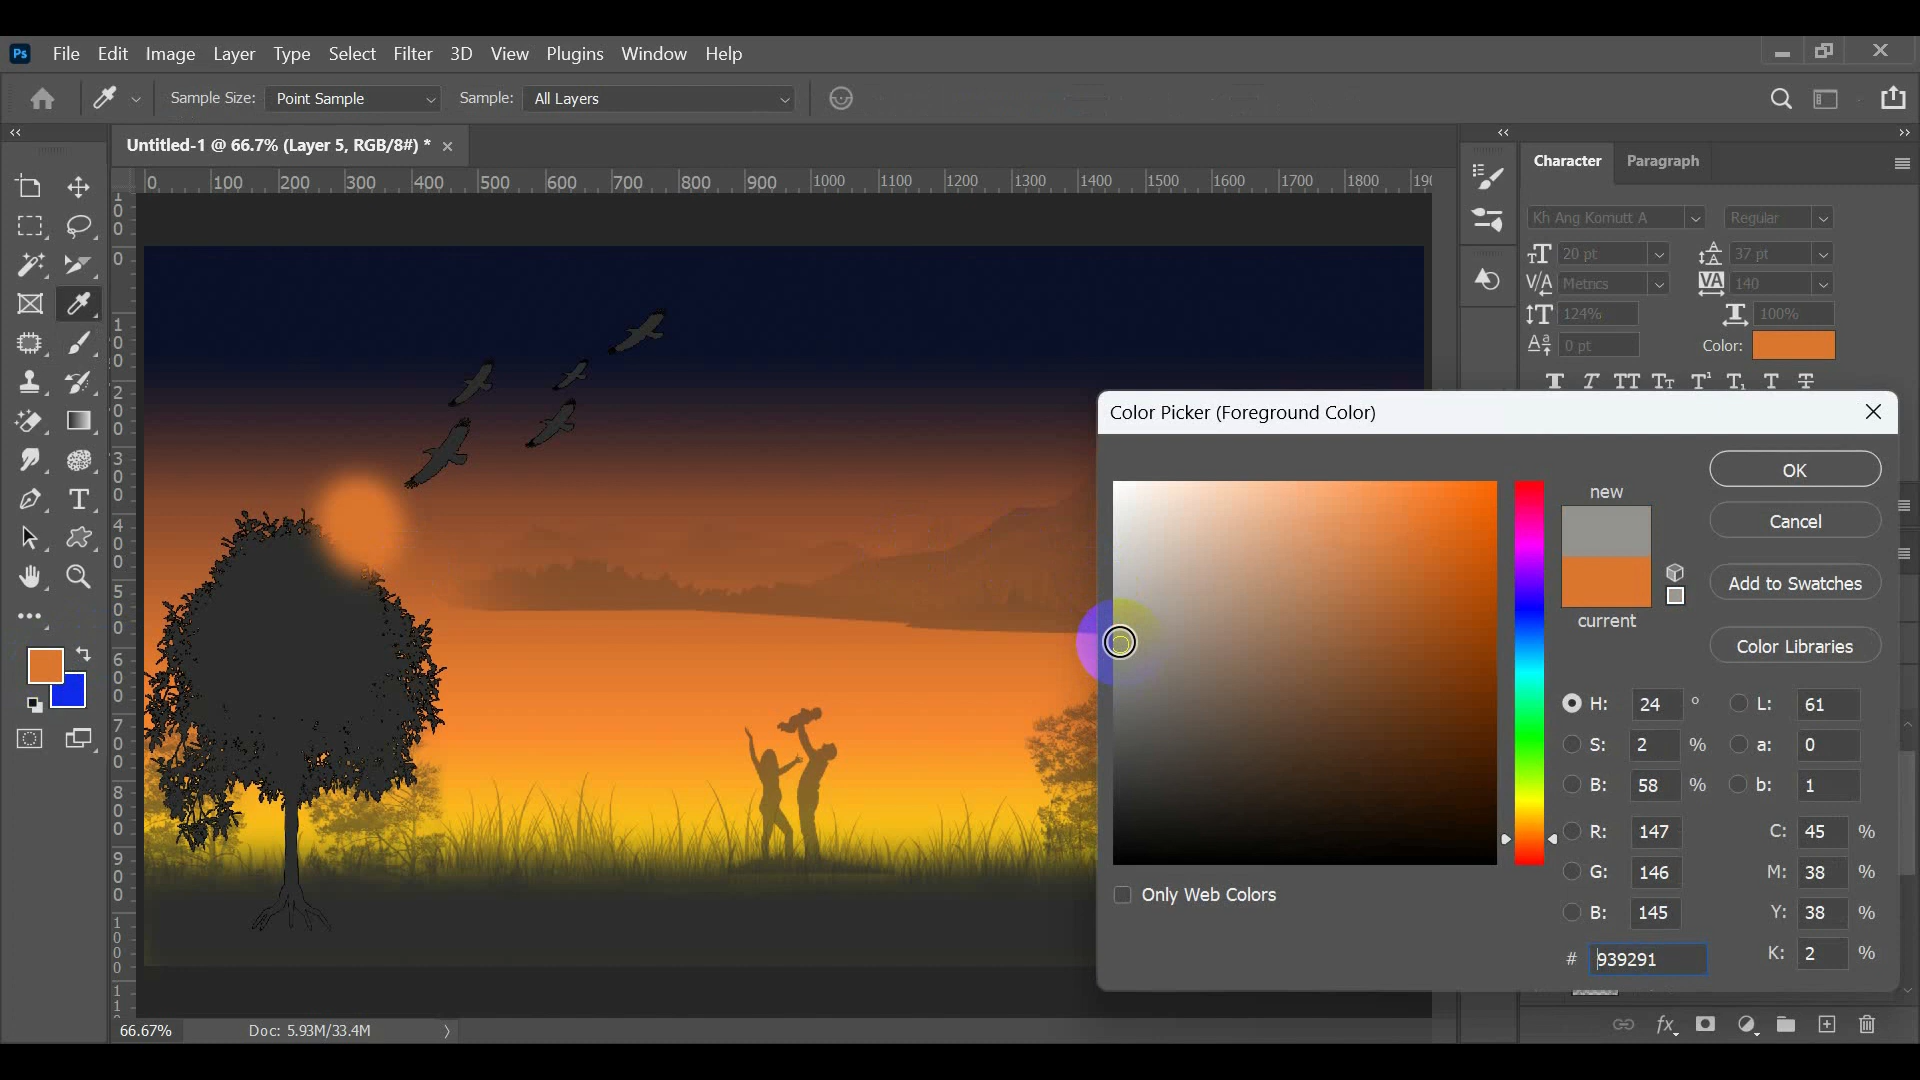 Ps File Edit Image Layer Type Select Filter 3D View Plugins Window Help
Sample Size: Point Sample Sample: All Layers
Untitled-1 @ 66.7% (Layer 5, RGB/8#) *
0 100 200 300 400 500 600 700 800 900 1000 1100 1200 1300 1400 1500 1600 1700 1800
Character Paragraph
Kh Ang Komutt A Regular
20 pt 37 pt
Metrics 140
124% 100%
0 pt Color:
Color Picker (Foreground Color)
new
OK
Cancel
Add to Swatches
current
Color Libraries
H: 24 ° L: 61
S: 2 % a: 0
B: 58 % b: 1
R: 147 C: 45 %
G: 146 M: 38 %
B: 145 Y: 38 %
# 939291 K: 2 %
Only Web Colors
66.67% Doc: 5.93M/33.4M